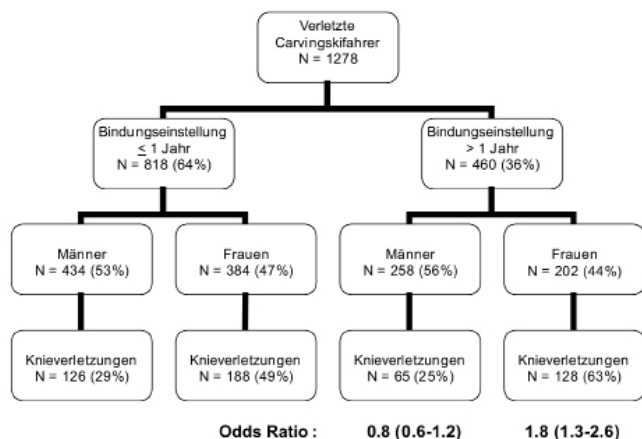 Verletzte
Carvingskifahrer
N = 1278
Bindungseinstellung
≤ 1 Jahr
N = 818 (64%)
Bindungseinstellung
> 1 Jahr
N = 460 (36%)
Männer
N = 434 (53%)
Frauen
N = 384 (47%)
Männer
N = 258 (56%)
Frauen
N = 202 (44%)
Knieverletzungen
N = 126 (29%)
Knieverletzungen
N = 188 (49%)
Knieverletzungen
N = 65 (25%)
Knieverletzungen
N = 128 (63%)
Odds Ratio : 0.8 (0.6-1.2) 1.8 (1.3-2.6)